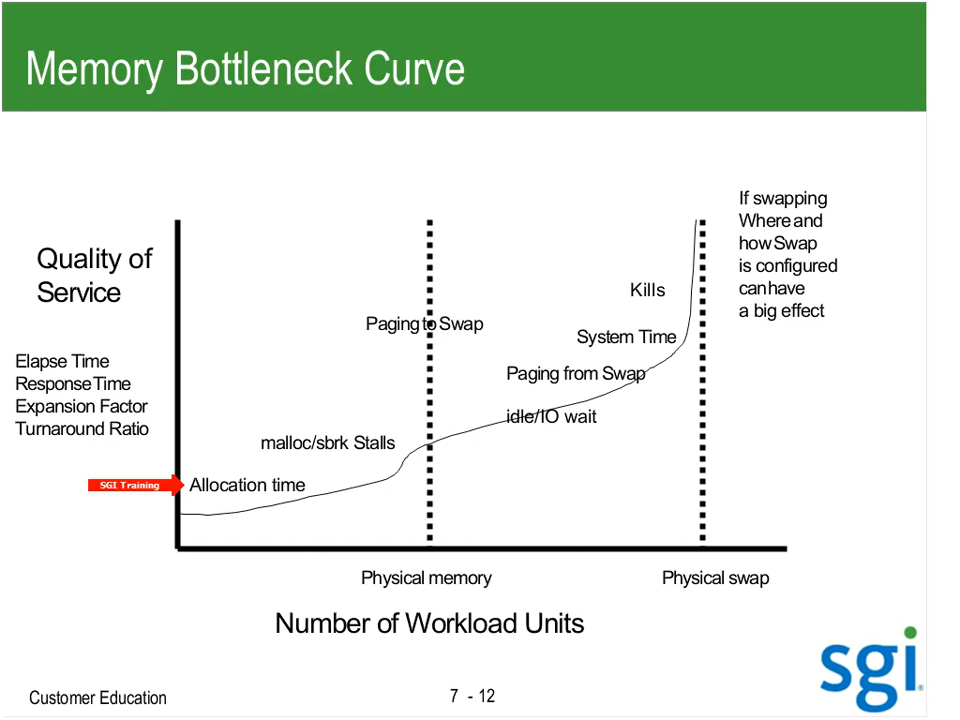 Memory Bottleneck Curve
If swapping
Where and
how Swap
is configured
can have
a big effect
Quality of
Service
Kills
Paging to Swap
System Time
Elapse Time
Response Time
Expansion Factor
Turnaround Ratio
Paging from Swap
idle/IO wait
malloc/sbrk Stalls
SGI Training
Allocation time
Physical memory
Physical swap
Number of Workload Units
sgi
Customer Education
7 - 12